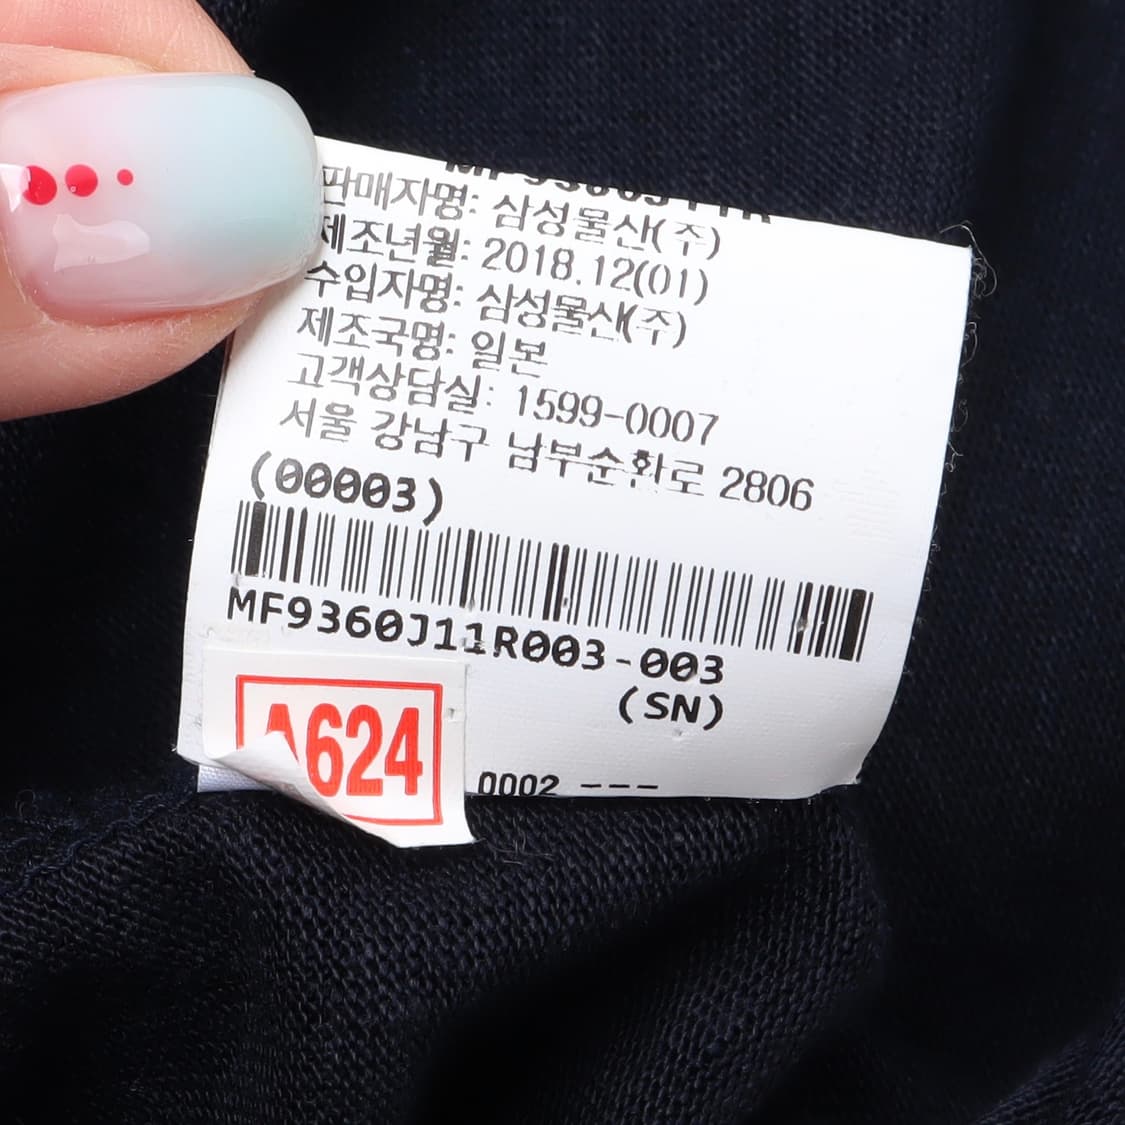 판매자명: 삼성물산(주)
제조년월: 2018.12(01)
수입자명: 삼성물산(주)
제조국명: 일본
고객상담실: 1599-0007
서울 강남구 남부순환로 2806
(00003)
MF9360J11R003-003
(SN)
A624
0002 ---